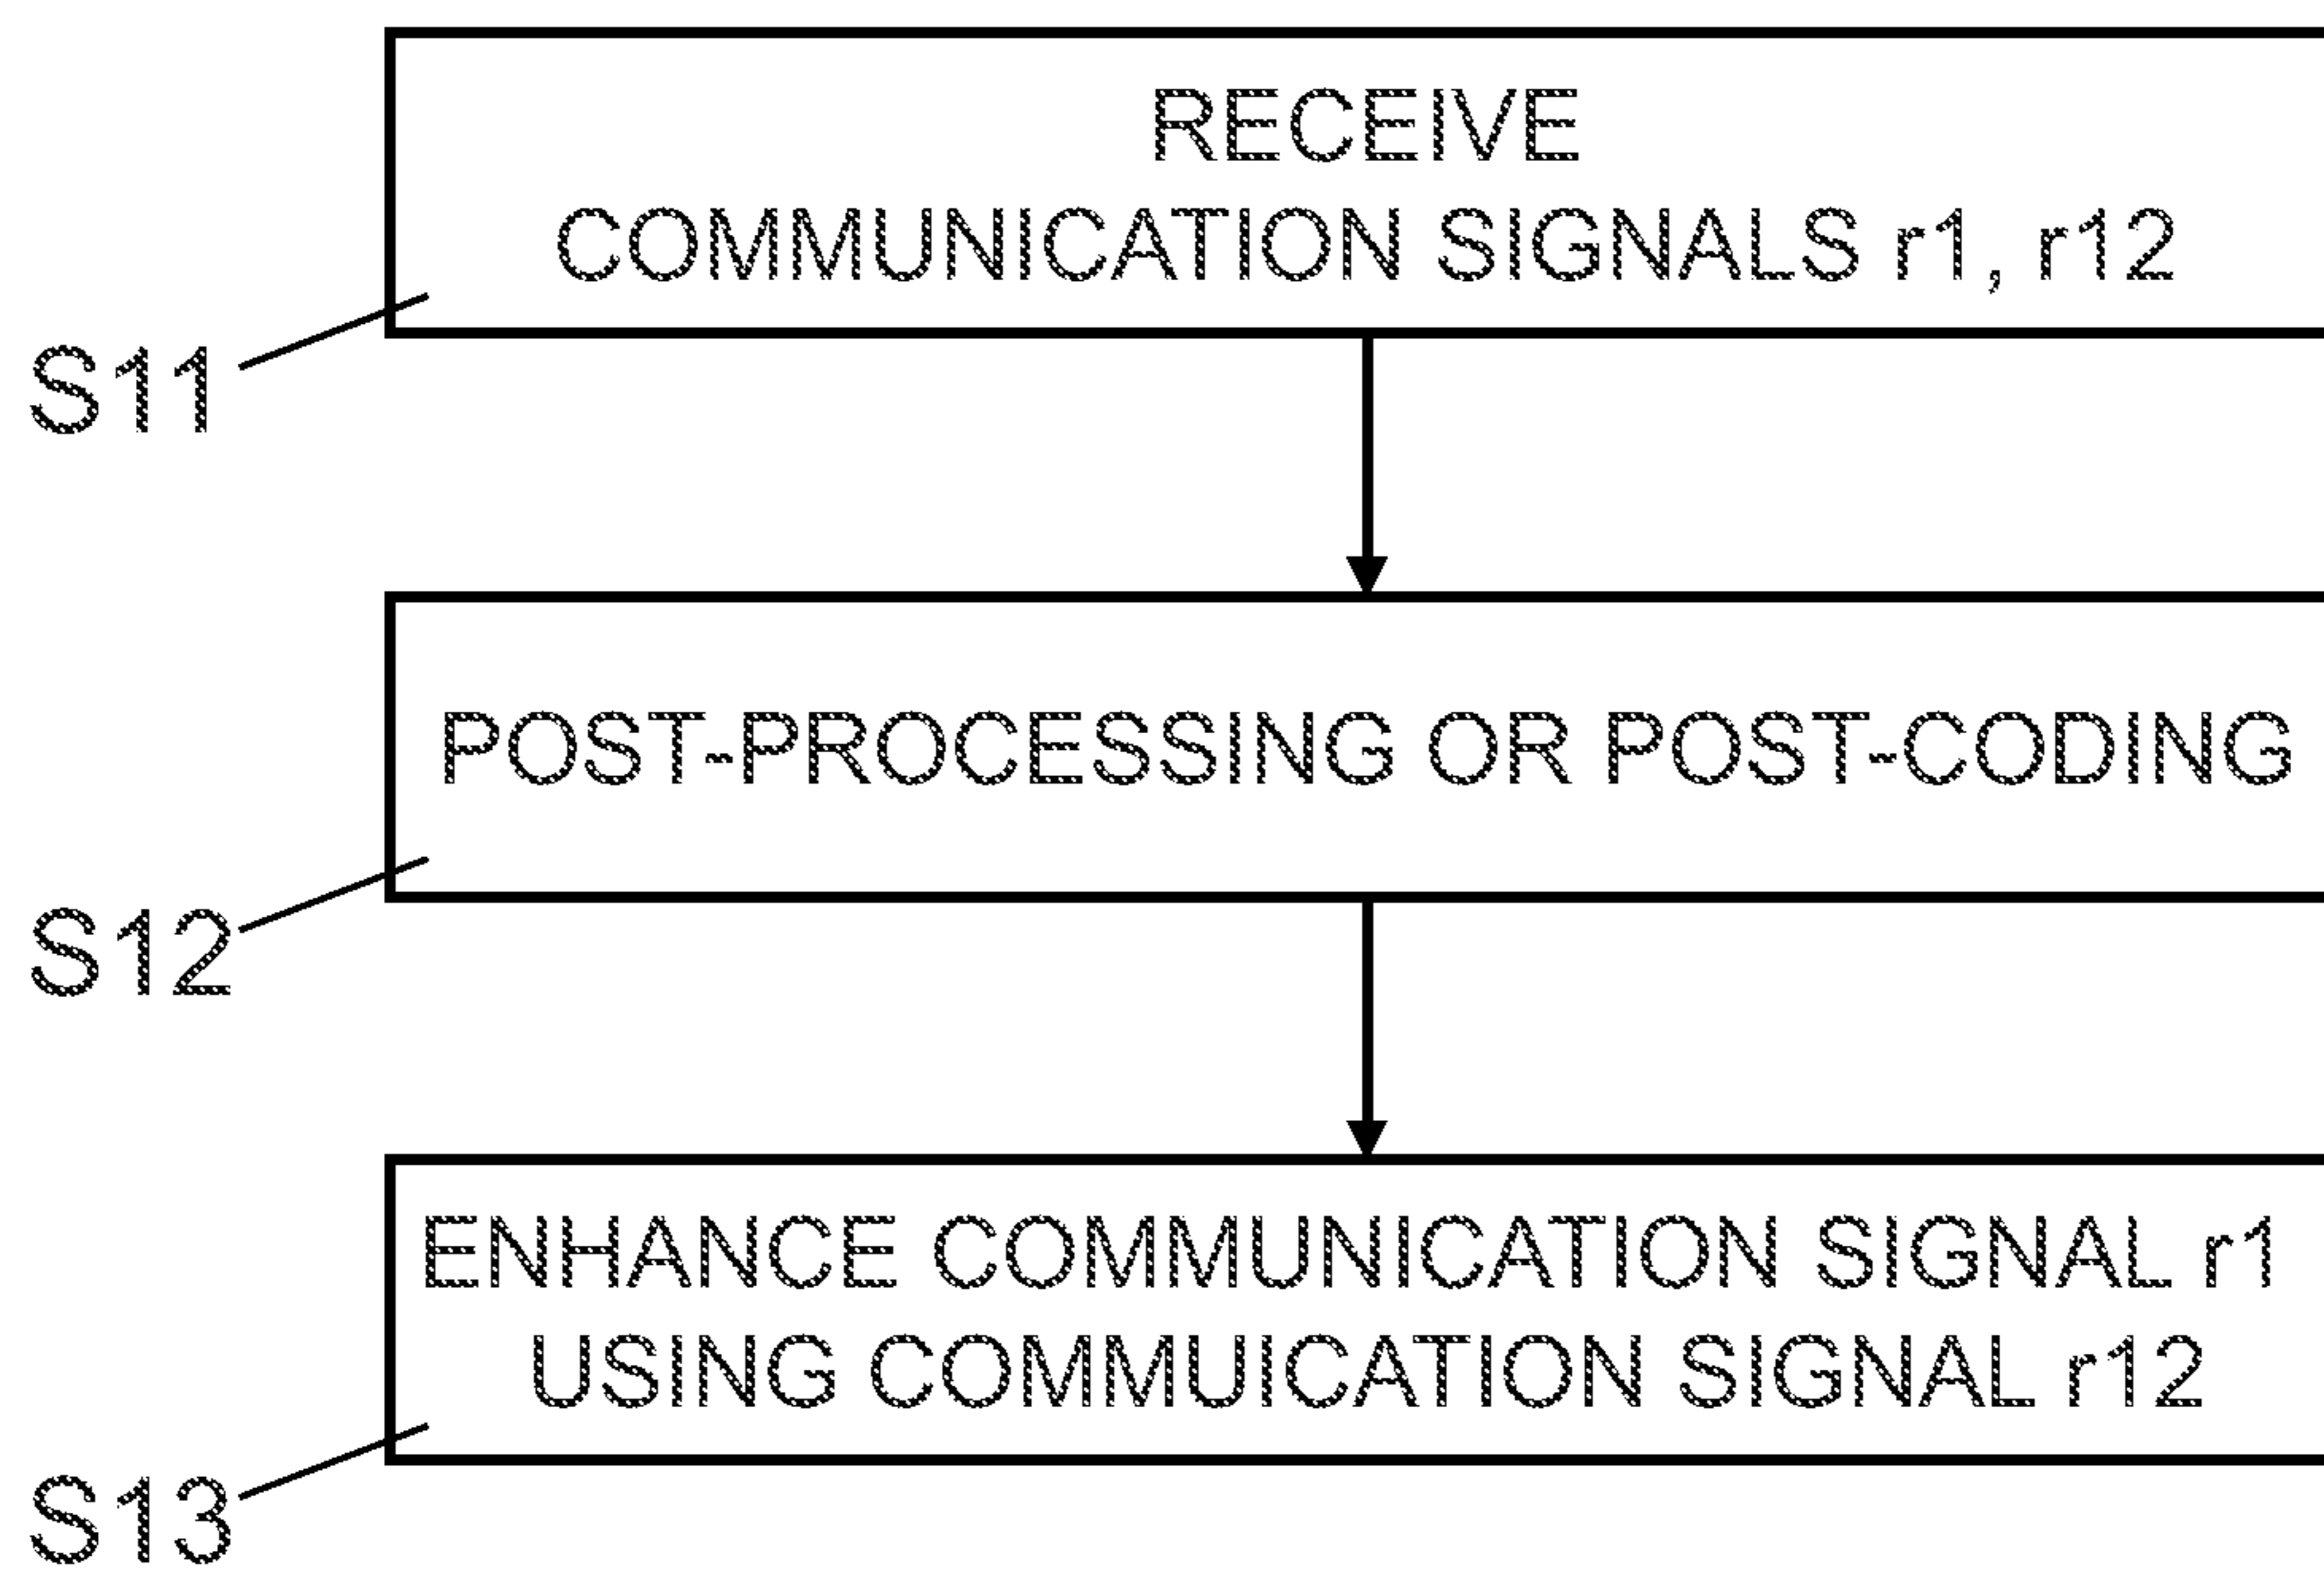 RECEIVE
COMMUNICATION SIGNALS r1, r12
S11
POST-PROCESSING OR POST-CODING
S12
ENHANCE COMMUNICATION SIGNAL r1
USING COMMUICATION SIGNAL r12
S13